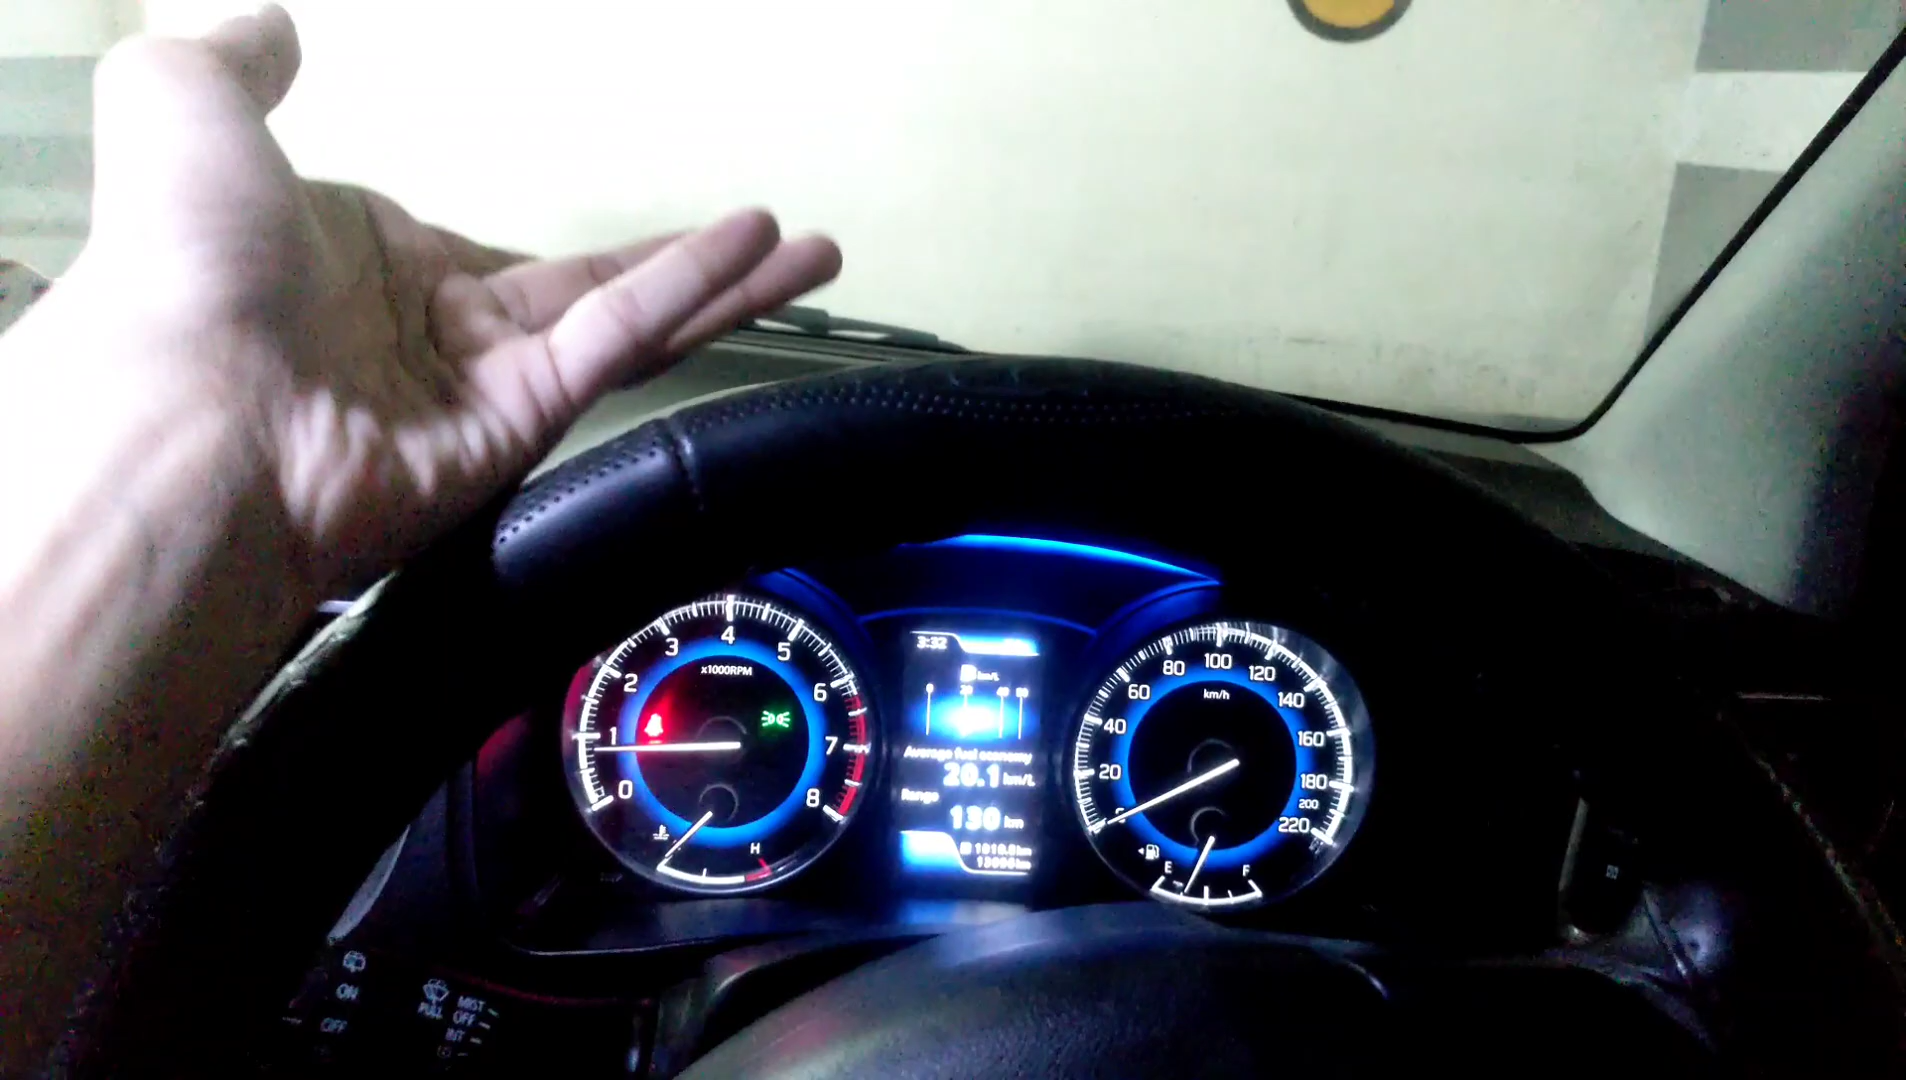 3:32
km/L
Average fuel economy
20.1 km/L
Range
130 km
0
1
2
3
4
5
6
7
8
x1000RPM
H
20
40
60
80
100
120
140
160
180
200
220
km/h
E
F
ON
OFF
MIST
PULL OFF
INT